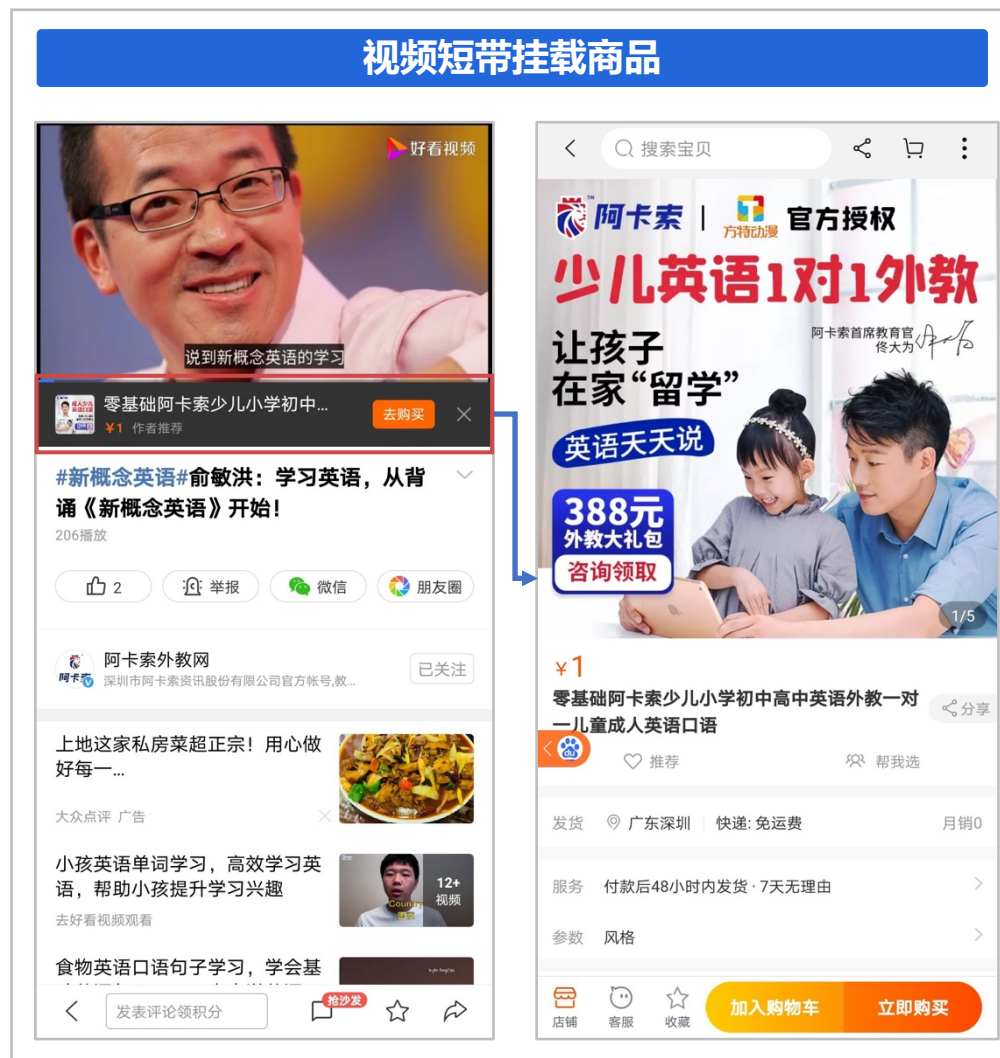 视频短带挂载商品
好看视频
说到新概念英语的学习
零基础阿卡索少儿小学初中...
¥1 作者推荐
去购买
#新概念英语#俞敏洪：学习英语，从背
诵《新概念英语》开始！
206播放
2
举报
微信
朋友圈
阿卡索
阿卡索外教网
深圳市阿卡索资讯股份有限公司官方帐号,教...
已关注
上地这家私房菜超正宗！用心做
好每一...
大众点评 广告
小孩英语单词学习，高效学习英
语，帮助小孩提升学习兴趣
去好看视频观看
12+
视频
食物英语口语句子学习，学会基
发表评论领积分
抢沙发
搜索宝贝
阿卡索
方特动漫
官方授权
少儿英语1对1外教
让孩子
在家“留学”
阿卡索首席教育官
佟大为
英语天天说
388元
外教大礼包
咨询领取
1/5
¥1
零基础阿卡索少儿小学初中高中英语外教一对
一儿童成人英语口语
分享
du
推荐
帮我选
发货 广东深圳 快递: 免运费 月销0
服务 付款后48小时内发货 · 7天无理由
参数 风格
店铺
客服
收藏
加入购物车
立即购买